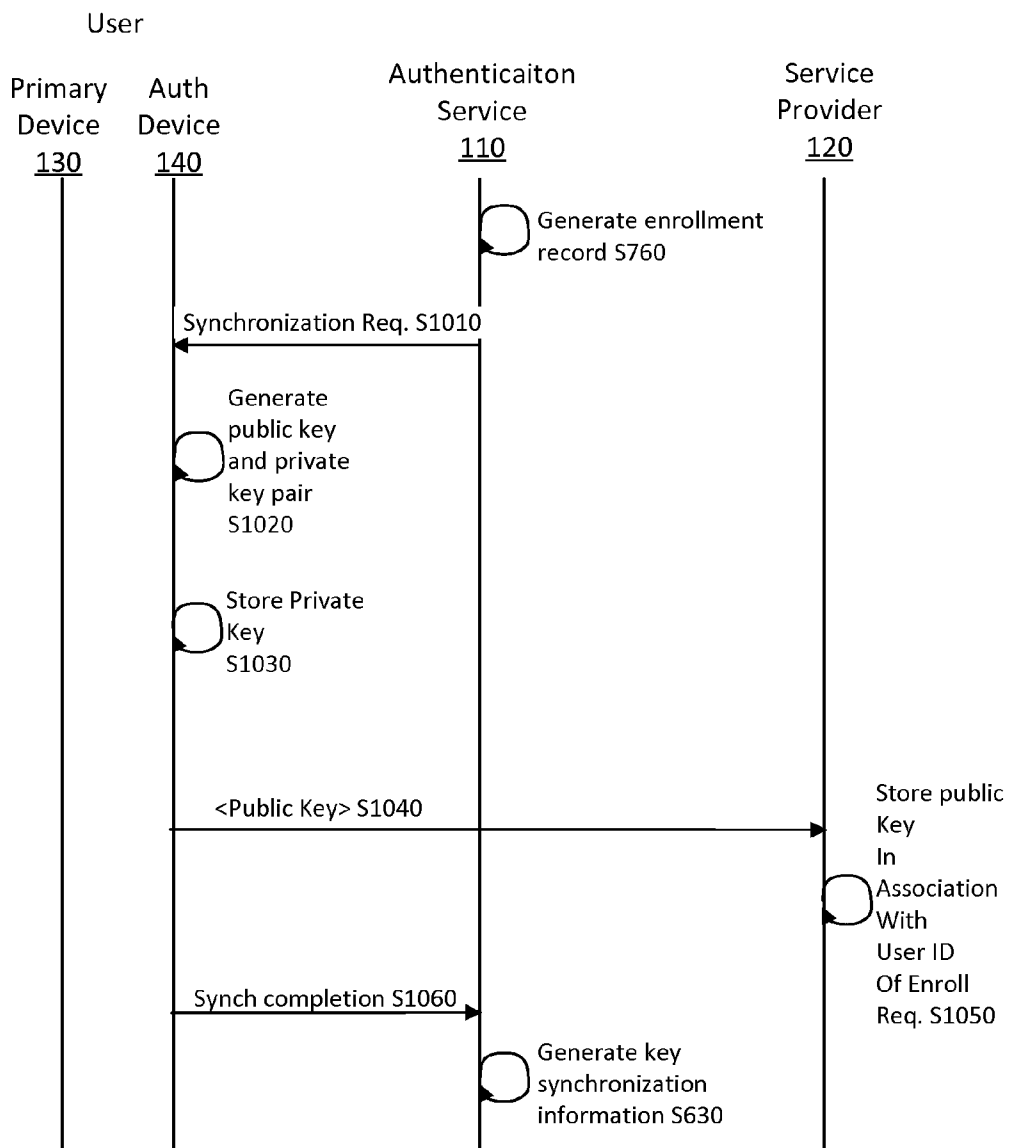 User
Primary
Device
130
Auth
Device
140
Authenticaiton
Service
110
Service
Provider
120
Generate enrollment
record S760
Synchronization Req. S1010
Generate
public key
and private
key pair
S1020
Store Private
Key
S1030
<Public Key> S1040
Store public
Key
In
Association
With
User ID
Of Enroll
Req. S1050
Synch completion S1060
Generate key
synchronization
information S630